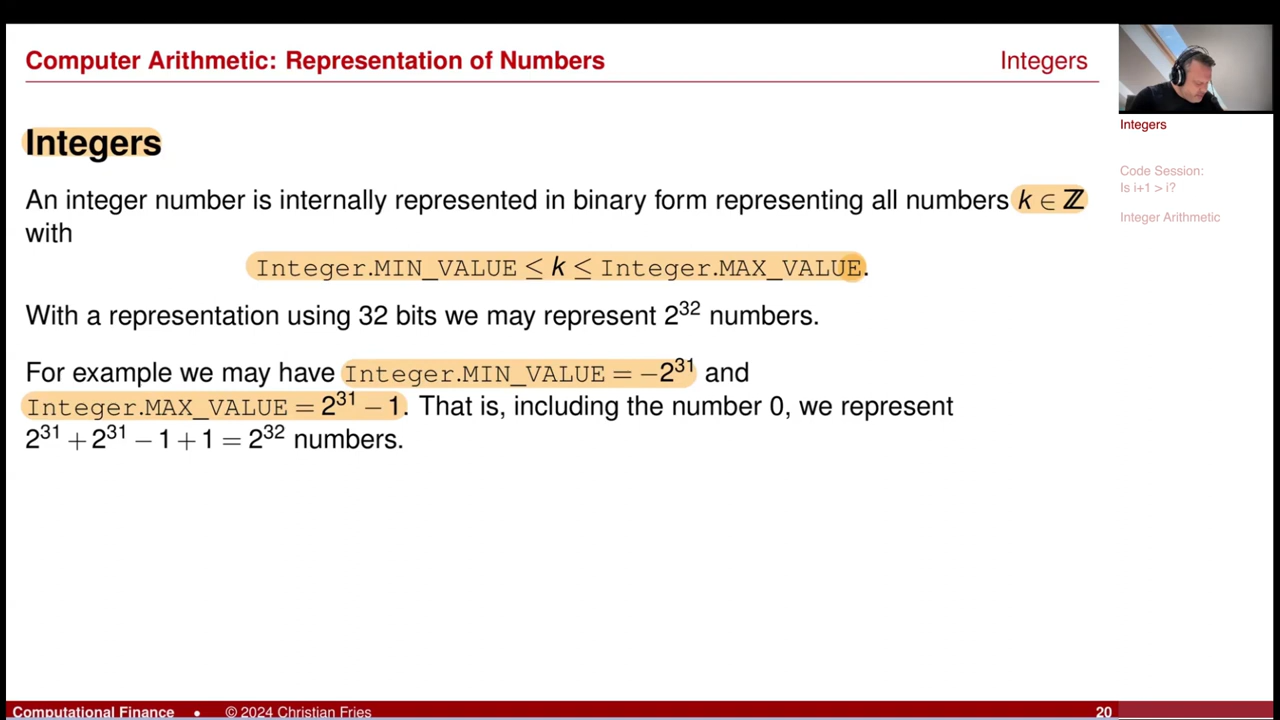 Computer Arithmetic: Representation of Numbers
Integers
Integers
An integer number is internally represented in binary form representing all numbers k ∈ ℤ
with
Integer.MIN_VALUE ≤ k ≤ Integer.MAX_VALUE.
With a representation using 32 bits we may represent 2³² numbers.
For example we may have Integer.MIN_VALUE = −2³¹ and
Integer.MAX_VALUE = 2³¹ − 1. That is, including the number 0, we represent
2³¹ + 2³¹ − 1 + 1 = 2³² numbers.
Integers
Code Session:
Is i+1 > i?
Integer Arithmetic
Computational Finance • © 2024 Christian Fries
20